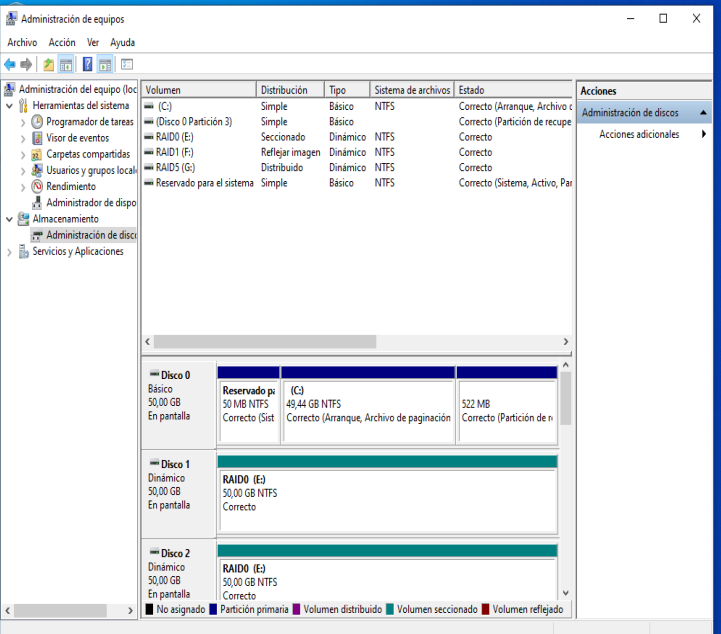 Administración de equipos
Archivo Acción Ver Ayuda
Administración del equipo (loc
Herramientas del sistema
Programador de tareas
Visor de eventos
Carpetas compartidas
Usuarios y grupos locale
Rendimiento
Administrador de dispo
Almacenamiento
Administración de disco
Servicios y Aplicaciones
Volumen Distribución Tipo Sistema de archivos Estado
(C:) Simple Básico NTFS Correcto (Arranque, Archivo d
(Disco 0 Partición 3) Simple Básico Correcto (Partición de recupe
RAID0 (E:) Seccionado Dinámico NTFS Correcto
RAID1 (F:) Reflejar imagen Dinámico NTFS Correcto
RAID5 (G:) Distribuido Dinámico NTFS Correcto
Reservado para el sistema Simple Básico NTFS Correcto (Sistema, Activo, Par
Disco 0
Básico
50,00 GB
En pantalla
Reservado pa
50 MB NTFS
Correcto (Sist
(C:)
49,44 GB NTFS
Correcto (Arranque, Archivo de paginación
522 MB
Correcto (Partición de re
Disco 1
Dinámico
50,00 GB
En pantalla
RAID0 (E:)
50,00 GB NTFS
Correcto
Disco 2
Dinámico
50,00 GB
En pantalla
RAID0 (E:)
50,00 GB NTFS
Correcto
No asignado Partición primaria Volumen distribuido Volumen seccionado Volumen reflejado
Acciones
Administración de discos
Acciones adicionales